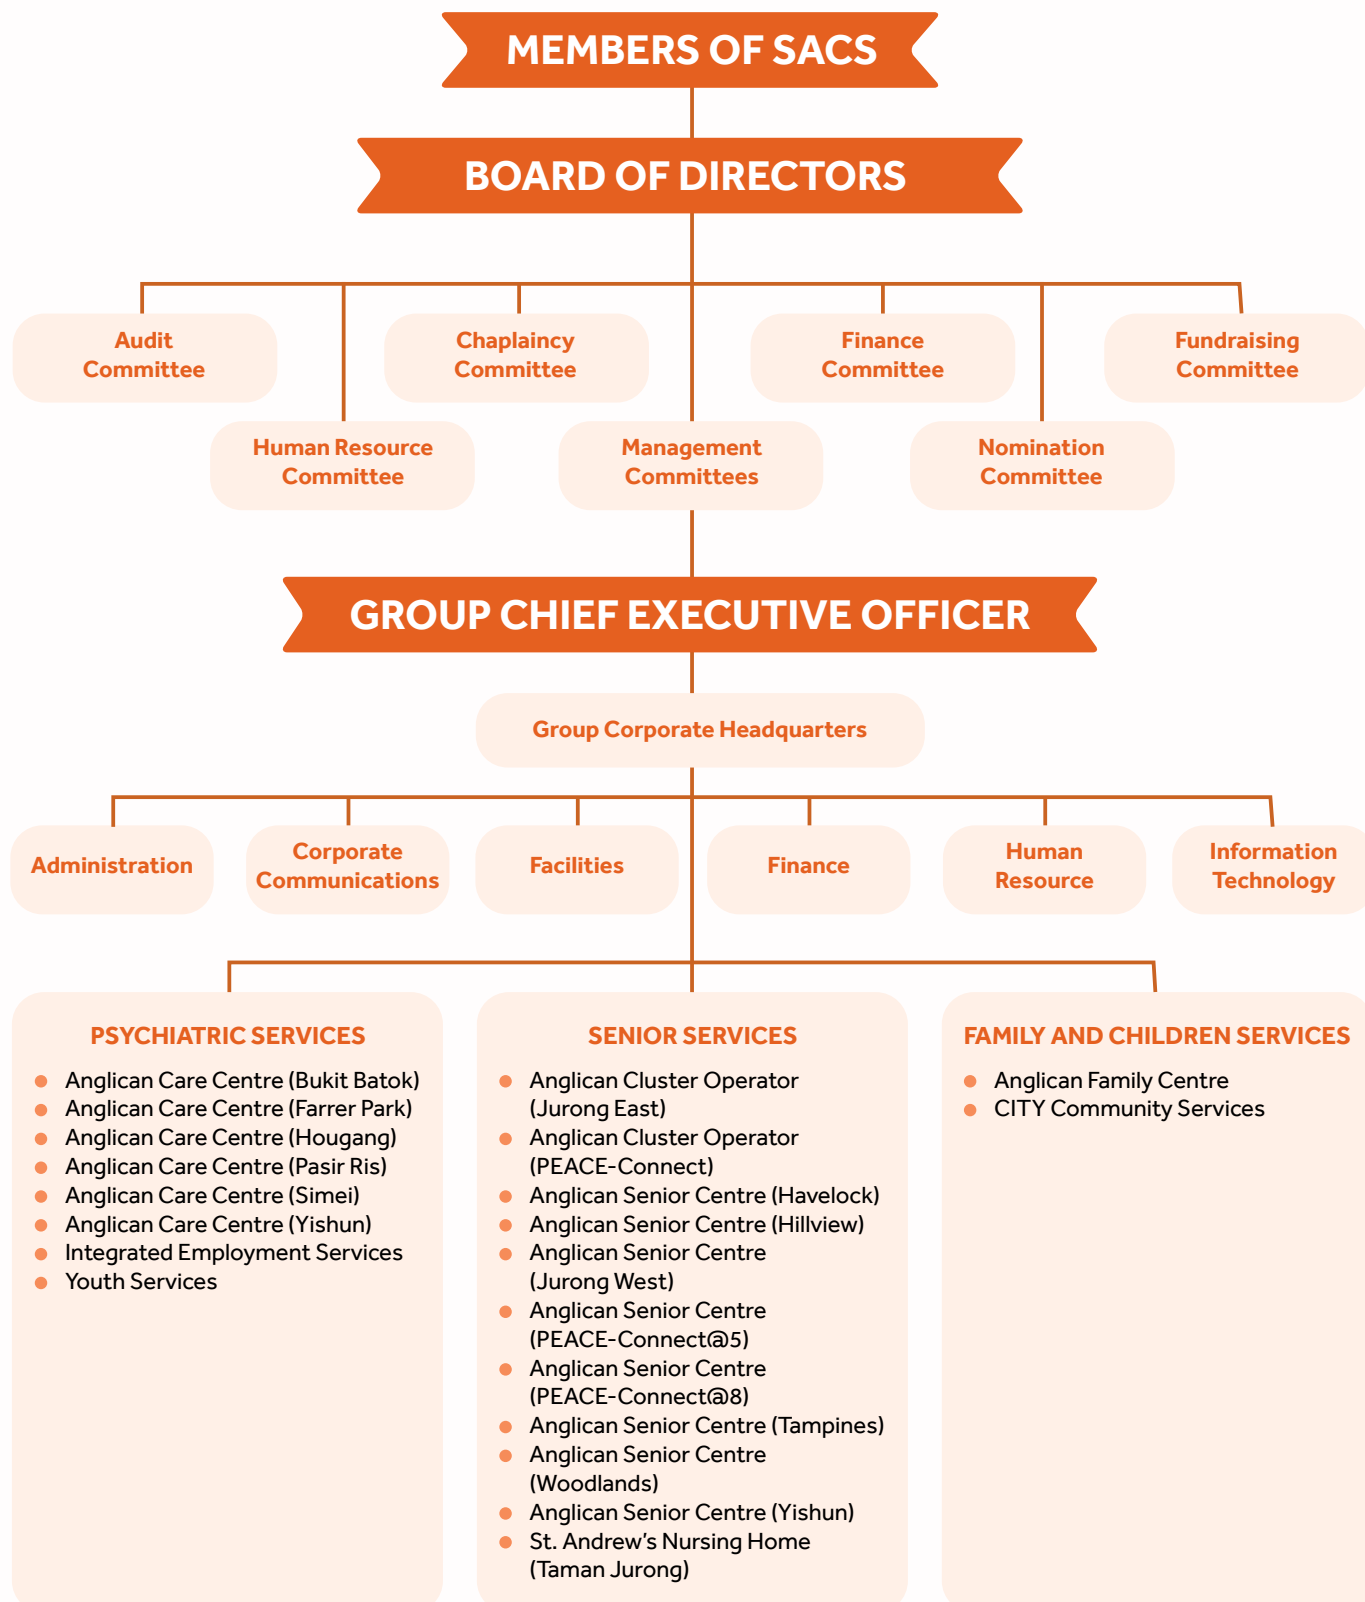 MEMBERS OF SACS
BOARD OF DIRECTORS
Audit
Committee
Chaplaincy
Committee
Finance
Committee
Fundraising
Committee
Human Resource
Committee
Management
Committees
Nomination
Committee
GROUP CHIEF EXECUTIVE OFFICER
Group Corporate Headquarters
Administration
Corporate
Communications
Facilities
Finance
Human
Resource
Information
Technology
PSYCHIATRIC SERVICES
Anglican Care Centre (Bukit Batok)
Anglican Care Centre (Farrer Park)
Anglican Care Centre (Hougang)
Anglican Care Centre (Pasir Ris)
Anglican Care Centre (Simei)
Anglican Care Centre (Yishun)
Integrated Employment Services
Youth Services
SENIOR SERVICES
Anglican Cluster Operator
(Jurong East)
Anglican Cluster Operator
(PEACE-Connect)
Anglican Senior Centre (Havelock)
Anglican Senior Centre (Hillview)
Anglican Senior Centre
(Jurong West)
Anglican Senior Centre
(PEACE-Connect@5)
Anglican Senior Centre
(PEACE-Connect@8)
Anglican Senior Centre (Tampines)
Anglican Senior Centre
(Woodlands)
Anglican Senior Centre (Yishun)
St. Andrew's Nursing Home
(Taman Jurong)
FAMILY AND CHILDREN SERVICES
Anglican Family Centre
CITY Community Services